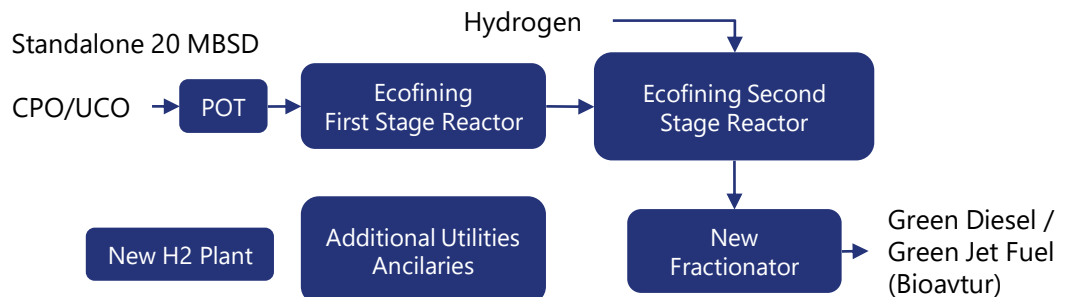 Hydrogen
Standalone 20 MBSD
CPO/UCO
POT
Ecofining
First Stage Reactor
Ecofining Second
Stage Reactor
New H2 Plant
Additional Utilities
Ancilaries
New
Fractionator
Green Diesel /
Green Jet Fuel
(Bioavtur)